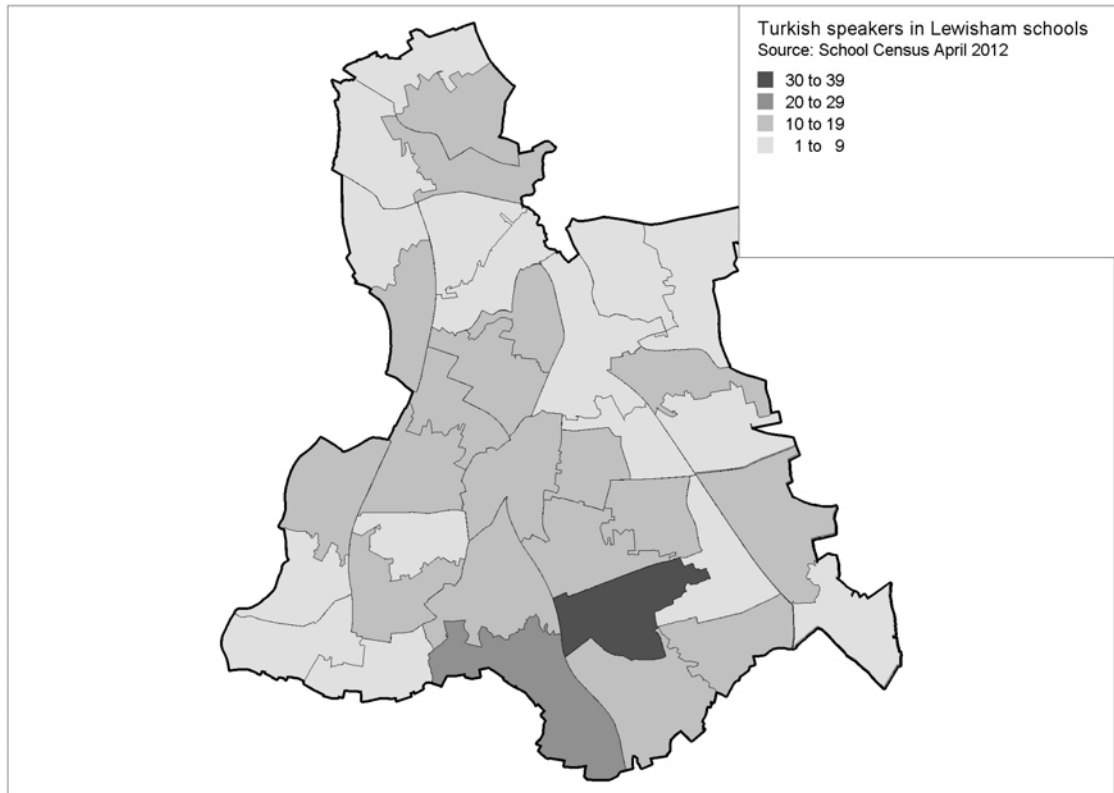 Turkish speakers in Lewisham schools
Source: School Census April 2012
30 to 39
20 to 29
10 to 19
1 to 9